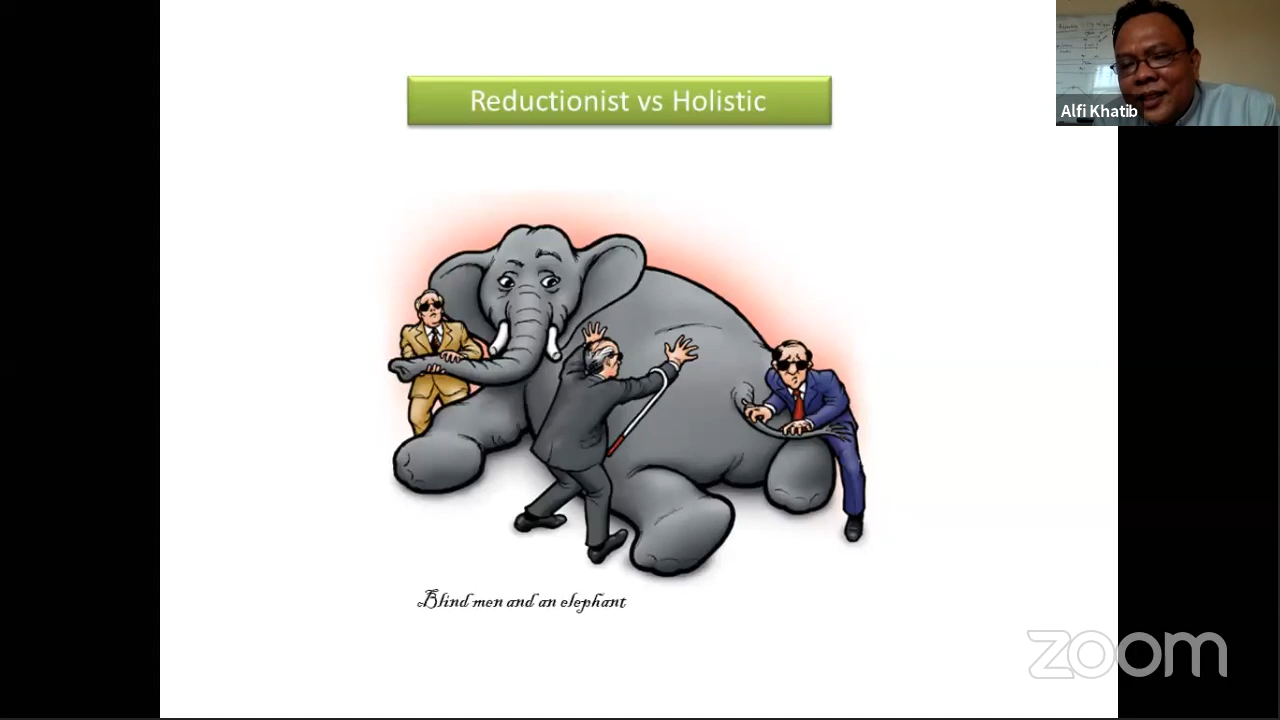 Reductionist vs Holistic
Alfi Khatib
Blind men and an elephant
zoom